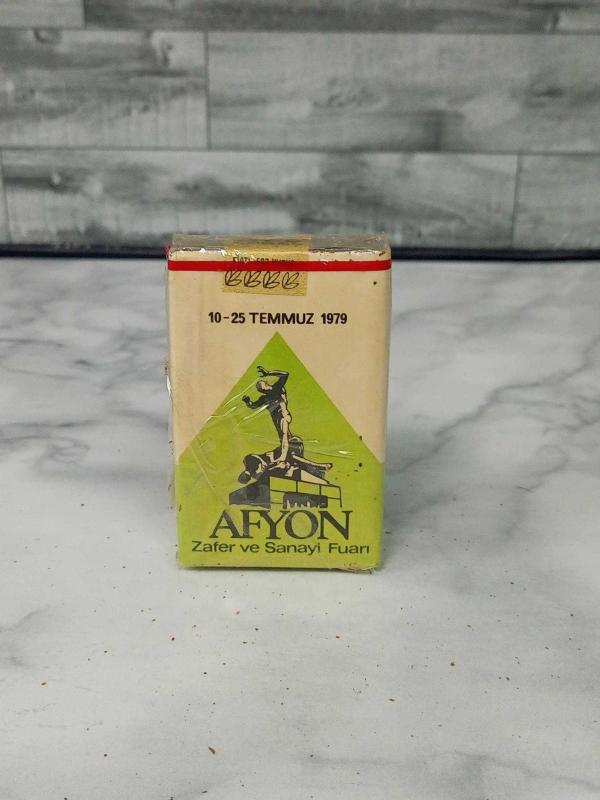 10-25 TEMMUZ 1979
AFYON
Zafer ve Sanayi Fuarı